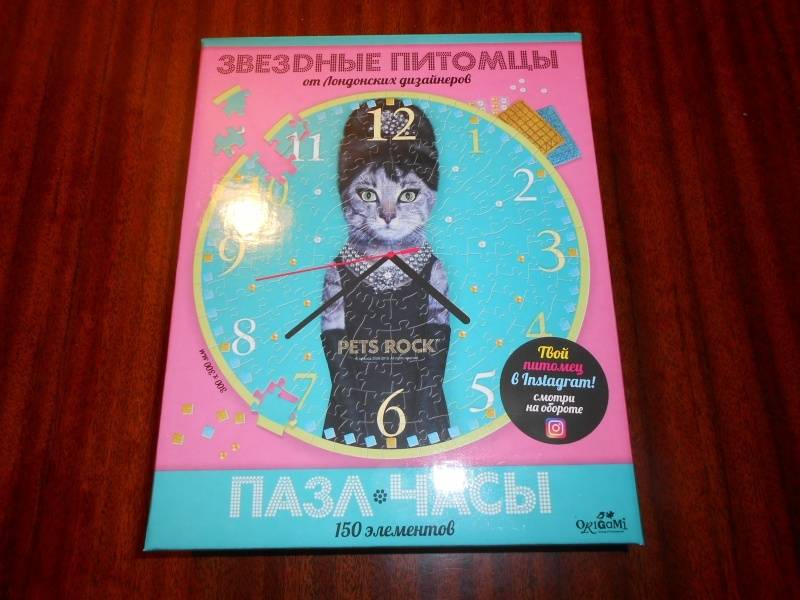 ЗВЕЗДНЫЕ ПИТОМЦЫ
от Лондонских дизайнеров
12
11
1
10
2
9
3
8
4
7
5
6
PETS ROCK
300 x 300 мм
Твой
питомец
в Instagram!
смотри
на обороте
ПАЗЛ ЧАСЫ
150 элементов
ORIGAMI